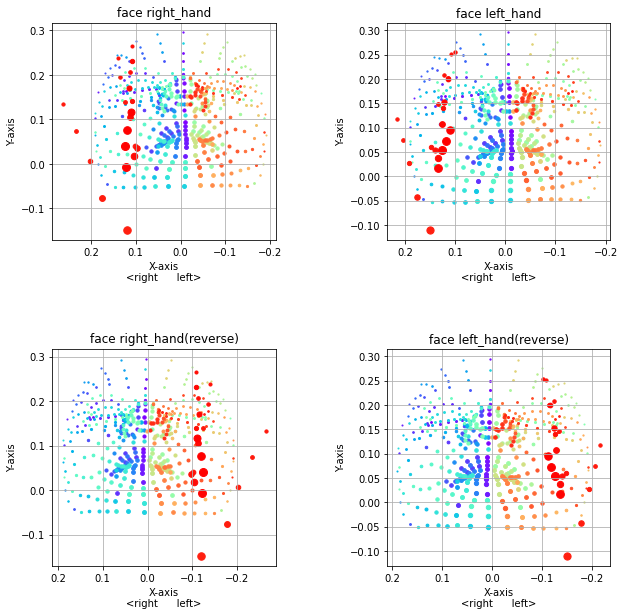 face right_hand
0.3
0.2
0.1
0.0
−0.1
Y-axis
0.2 0.1 0.0 −0.1 −0.2
X-axis
<right left>
face left_hand
0.30
0.25
0.20
0.15
0.10
0.05
0.00
−0.05
−0.10
Y-axis
0.2 0.1 0.0 −0.1 −0.2
X-axis
<right left>
face right_hand(reverse)
0.3
0.2
0.1
0.0
−0.1
Y-axis
0.2 0.1 0.0 −0.1 −0.2
X-axis
<right left>
face left_hand(reverse)
0.30
0.25
0.20
0.15
0.10
0.05
0.00
−0.05
−0.10
Y-axis
0.2 0.1 0.0 −0.1 −0.2
X-axis
<right left>